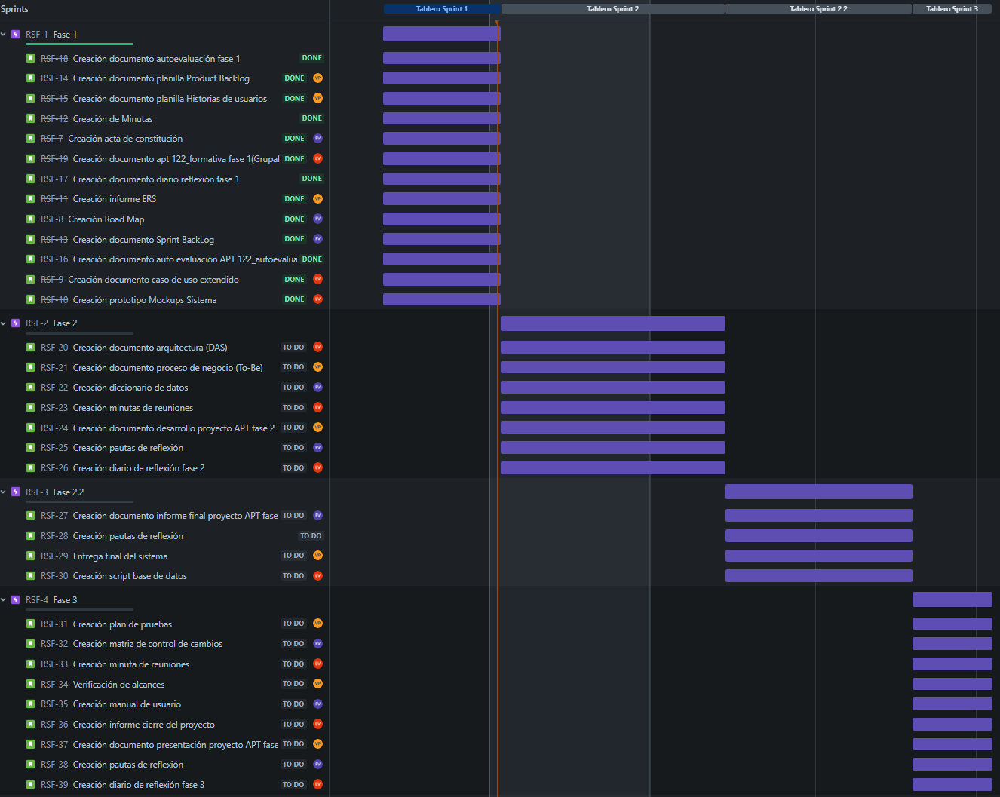 Sprints
Tablero Sprint 1
Tablero Sprint 2
Tablero Sprint 2.2
Tablero Sprint 3
RSF-1 Fase 1
RSF-18 Creación documento autoevaluación fase 1 DONE
RSF-14 Creación documento planilla Product Backlog DONE VP
RSF-15 Creación documento planilla Historias de usuarios DONE VP
RSF-12 Creación de Minutas DONE
RSF-7 Creación acta de constitución DONE FV
RSF-19 Creación documento apt 122_formativa fase 1(Grupal DONE LV
RSF-17 Creación documento diario reflexión fase 1 DONE
RSF-11 Creación informe ERS DONE VP
RSF-8 Creación Road Map DONE FV
RSF-13 Creación documento Sprint BackLog DONE FV
RSF-16 Creación documento auto evaluación APT 122_autoevalua DONE
RSF-9 Creación documento caso de uso extendido DONE LV
RSF-10 Creación prototipo Mockups Sistema DONE LV
RSF-2 Fase 2
RSF-20 Creación documento arquitectura (DAS) TO DO LV
RSF-21 Creación documento proceso de negocio (To-Be) TO DO VP
RSF-22 Creación diccionario de datos TO DO FV
RSF-23 Creación minutas de reuniones TO DO LV
RSF-24 Creación documento desarrollo proyecto APT fase 2 TO DO VP
RSF-25 Creación pautas de reflexión TO DO FV
RSF-26 Creación diario de reflexión fase 2 TO DO LV
RSF-3 Fase 2.2
RSF-27 Creación documento informe final proyecto APT fase TO DO FV
RSF-28 Creación pautas de reflexión TO DO
RSF-29 Entrega final del sistema TO DO VP
RSF-30 Creación script base de datos TO DO LV
RSF-4 Fase 3
RSF-31 Creación plan de pruebas TO DO VP
RSF-32 Creación matriz de control de cambios TO DO FV
RSF-33 Creación minuta de reuniones TO DO LV
RSF-34 Verificación de alcances TO DO VP
RSF-35 Creación manual de usuario TO DO FV
RSF-36 Creación informe cierre del proyecto TO DO LV
RSF-37 Creación documento presentación proyecto APT fase TO DO VP
RSF-38 Creación pautas de reflexión TO DO FV
RSF-39 Creación diario de reflexión fase 3 TO DO LV